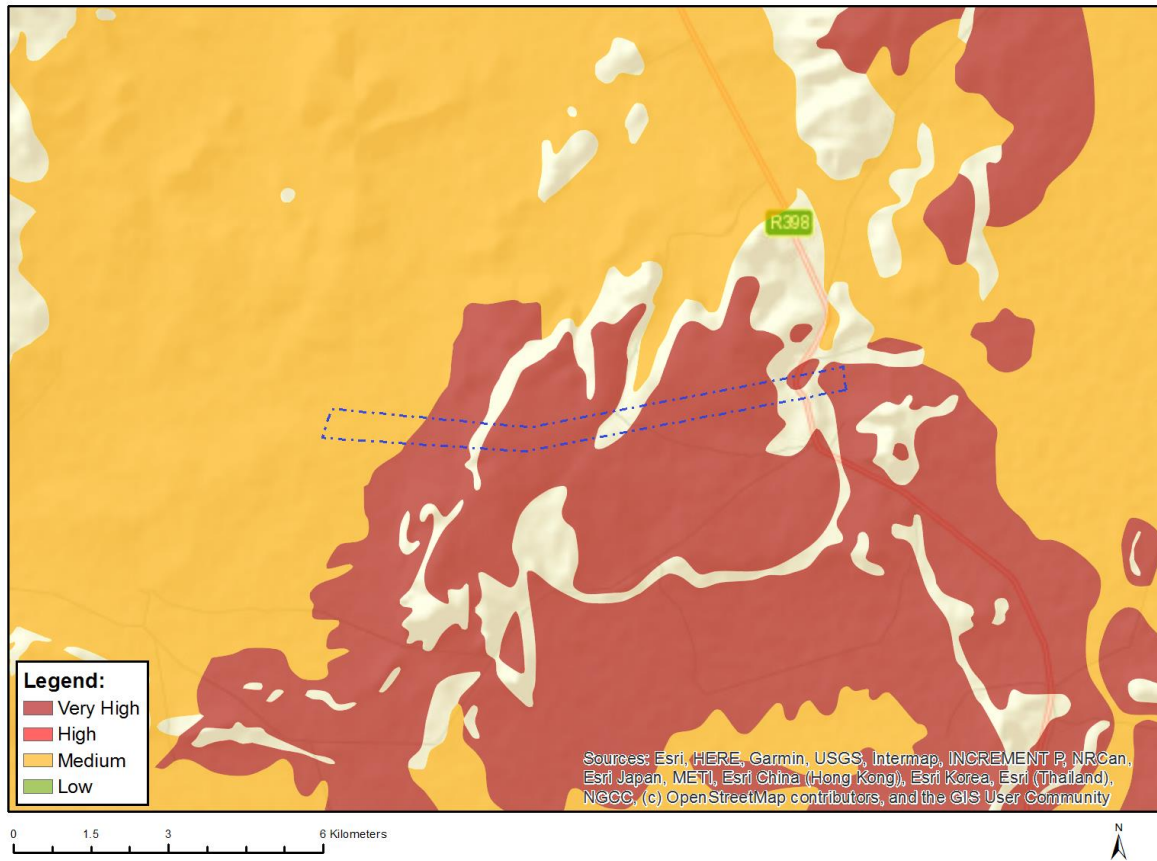 R398
Legend:
Very High
High
Medium
Low
Sources: Esri, HERE, Garmin, USGS, Intermap, INCREMENT P, NRCan,
Esri Japan, METI, Esri China (Hong Kong), Esri Korea, Esri (Thailand),
NGCC, (c) OpenStreetMap contributors, and the GIS User Community
0 1.5 3 6 Kilometers
N